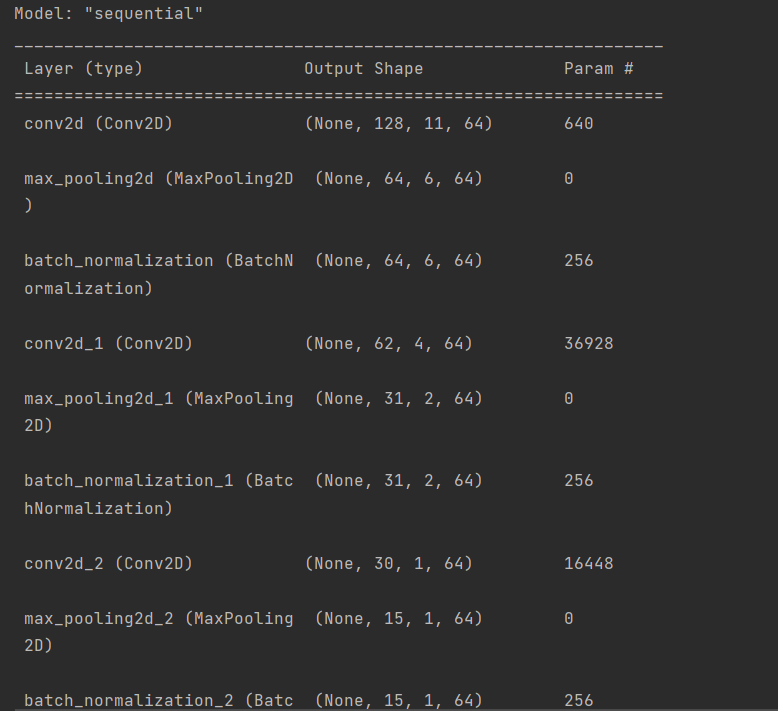 Model: "sequential"
_________________________________________________________________
Layer (type) Output Shape Param #
=================================================================
conv2d (Conv2D) (None, 128, 11, 64) 640
max_pooling2d (MaxPooling2D (None, 64, 6, 64) 0
)
batch_normalization (BatchN (None, 64, 6, 64) 256
ormalization)
conv2d_1 (Conv2D) (None, 62, 4, 64) 36928
max_pooling2d_1 (MaxPooling (None, 31, 2, 64) 0
2D)
batch_normalization_1 (Batc (None, 31, 2, 64) 256
hNormalization)
conv2d_2 (Conv2D) (None, 30, 1, 64) 16448
max_pooling2d_2 (MaxPooling (None, 15, 1, 64) 0
2D)
batch_normalization_2 (Batc (None, 15, 1, 64) 256